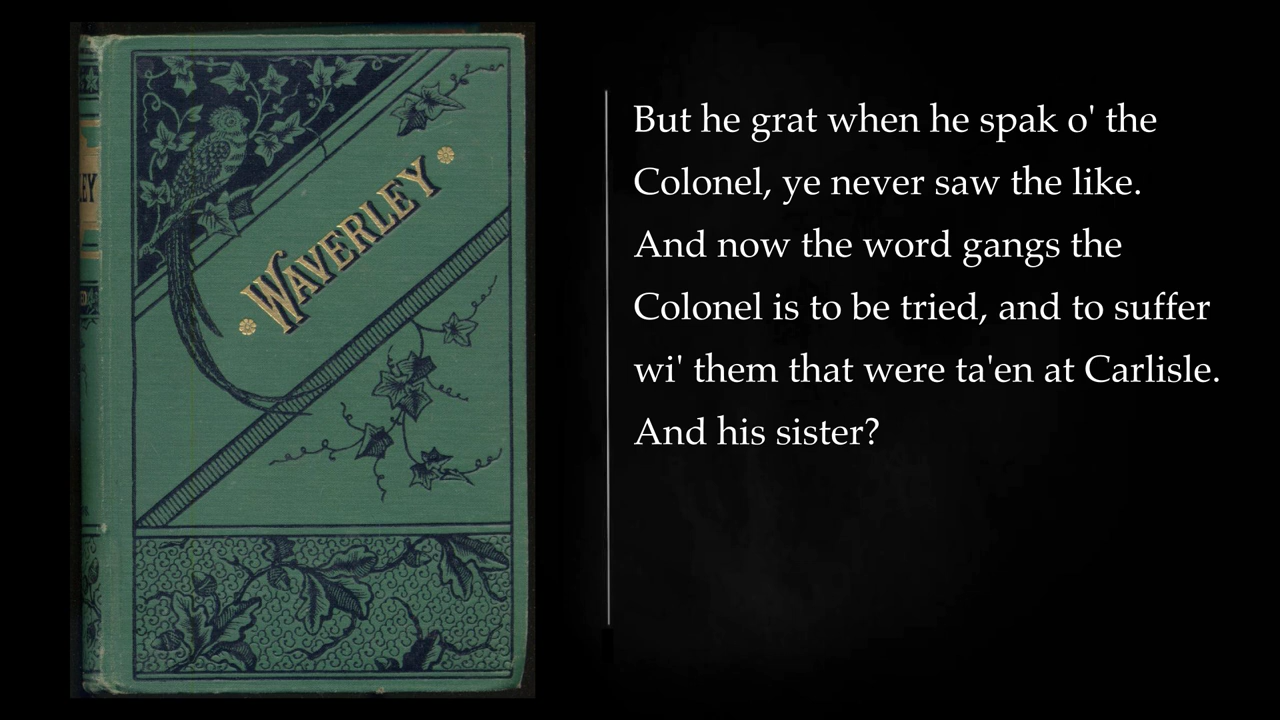 WAVERLEY
But he grat when he spak o' the
Colonel, ye never saw the like.
And now the word gangs the
Colonel is to be tried, and to suffer
wi' them that were ta'en at Carlisle.
And his sister?